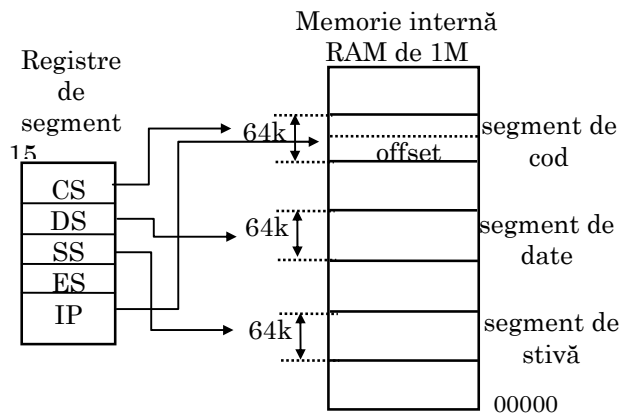 Memorie internă
RAM de 1M
Registre
de
segment
15
CS
DS
SS
ES
IP
64k
offset
segment de
cod
64k
segment de
date
64k
segment de
stivă
00000